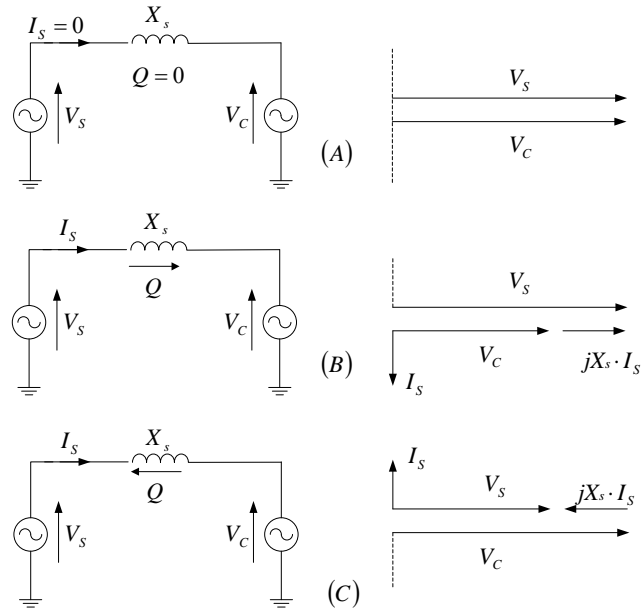 I_S = 0
X_s
Q = 0
V_S
V_C
(A)
V_S
V_C
I_S
X_s
Q
V_S
V_C
(B)
V_S
V_C
jX_s · I_S
I_S
I_S
X_s
Q
V_S
V_C
(C)
I_S
V_S
jX_s · I_S
V_C